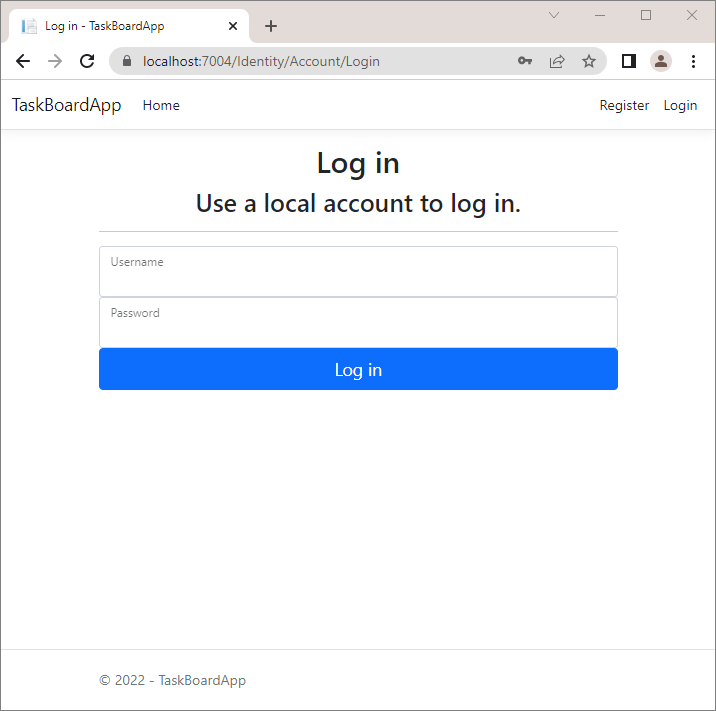 Log in - TaskBoardApp
localhost:7004/Identity/Account/Login
TaskBoardApp Home Register Login
Log in
Use a local account to log in.
Username
Password
Log in
© 2022 - TaskBoardApp